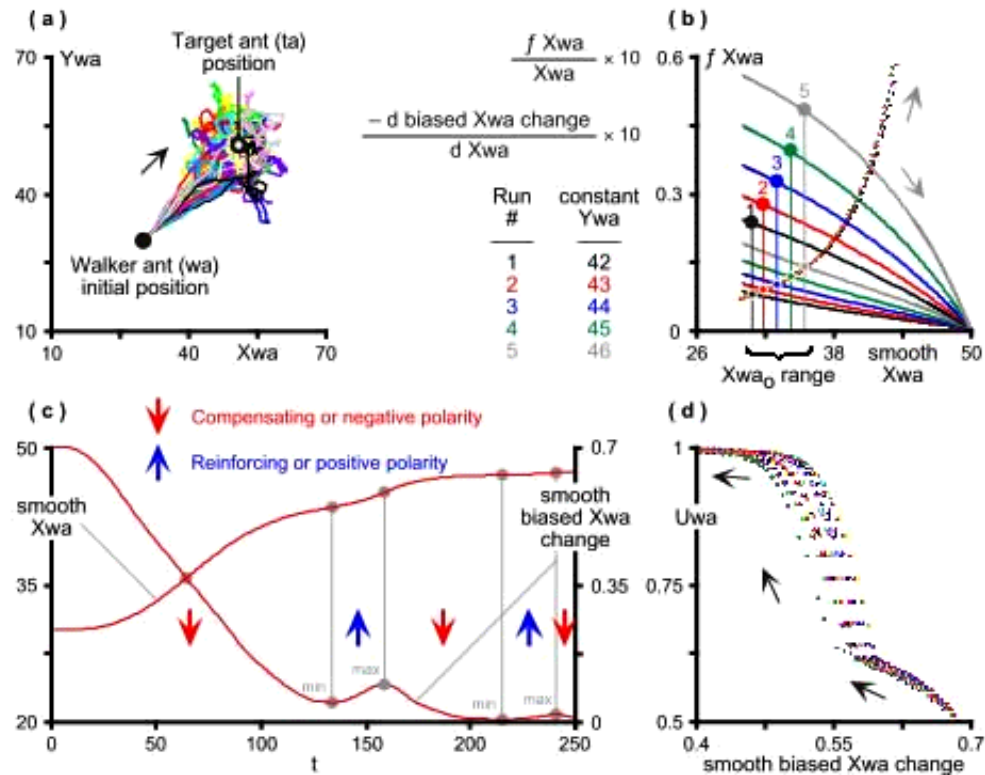 ( a )
70
Ywa
Target ant (ta)
position
40
Walker ant (wa)
initial position
10
10
40
Xwa
70
ƒ Xwa
Xwa
× 10
– d biased Xwa change
d Xwa
× 10
Run
#
constant
Ywa
1 42
2 43
3 44
4 45
5 46
( b )
0.6
ƒ Xwa
5
4
0.3
3
2
1
0
26
38
smooth
Xwa
50
Xwa₀ range
( c )
Compensating or negative polarity
Reinforcing or positive polarity
50
0.7
smooth
Xwa
smooth
biased Xwa
change
35
0.35
min
max
min
max
20
0
0
50
100
150
200
250
t
( d )
1
Uwa
0.75
0.5
0.4
0.55
0.7
smooth biased Xwa change